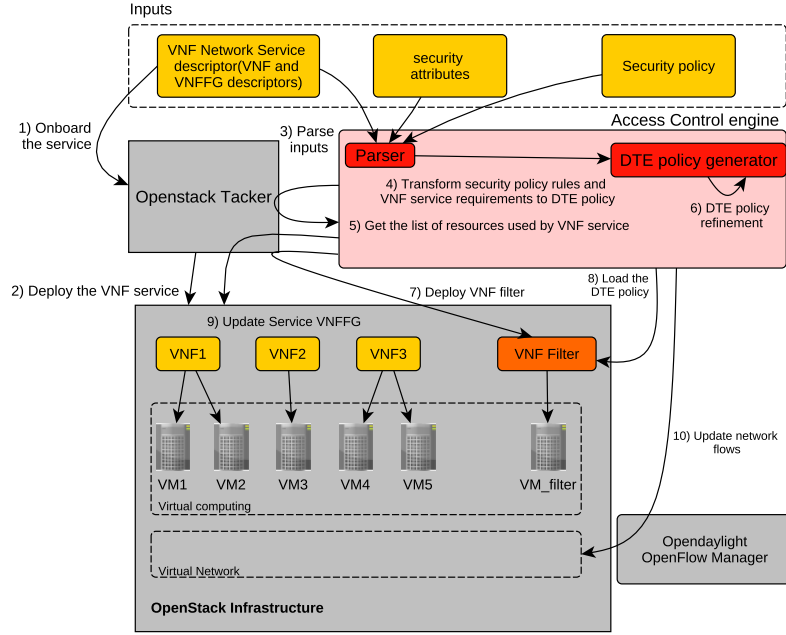 Inputs
VNF Network Service
descriptor(VNF and
VNFFG descriptors)
security
attributes
Security policy
1) Onboard
the service
3) Parse
inputs
Access Control engine
Parser
DTE policy generator
Openstack Tacker
4) Transform security policy rules and
VNF service requirements to DTE policy
5) Get the list of resources used by VNF service
6) DTE policy
refinement
2) Deploy the VNF service
7) Deploy VNF filter
8) Load the
DTE policy
9) Update Service VNFFG
VNF1
VNF2
VNF3
VNF Filter
10) Update network
flows
VM1
VM2
VM3
VM4
VM5
VM_filter
Virtual computing
Virtual Network
Opendaylight
OpenFlow Manager
OpenStack Infrastructure